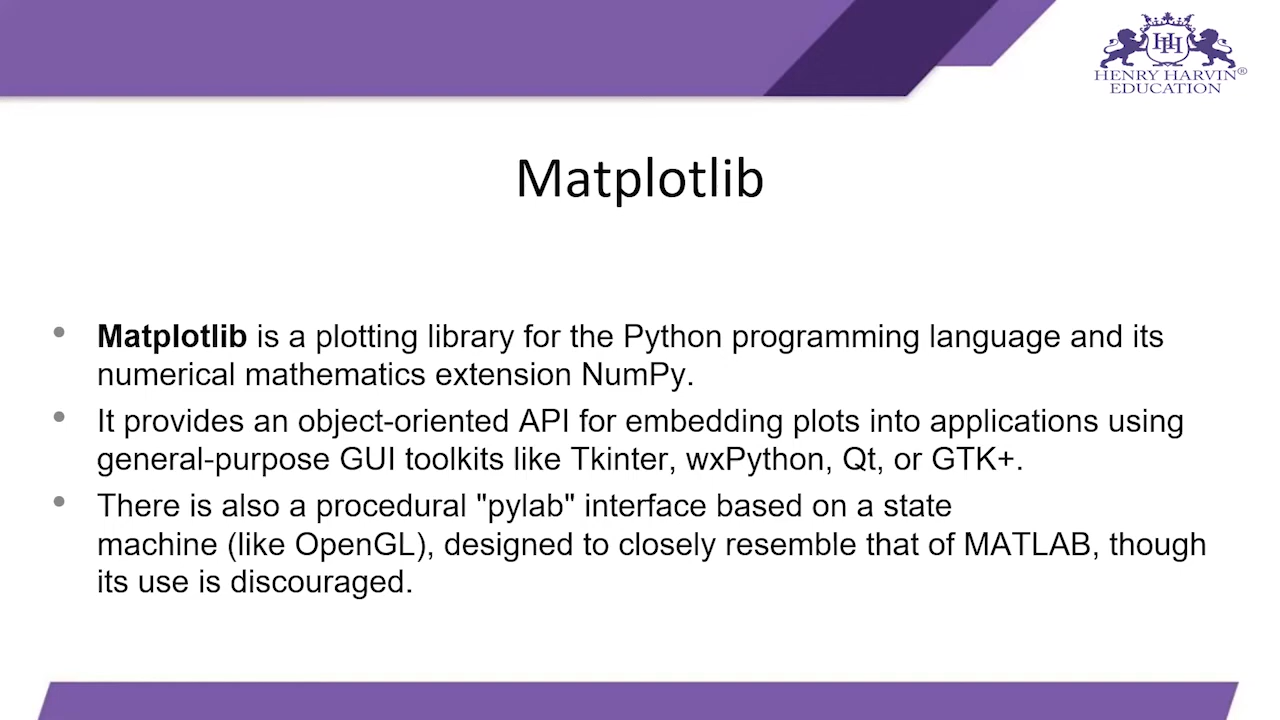 HENRY HARVIN®
EDUCATION
Matplotlib
• Matplotlib is a plotting library for the Python programming language and its
numerical mathematics extension NumPy.
• It provides an object-oriented API for embedding plots into applications using
general-purpose GUI toolkits like Tkinter, wxPython, Qt, or GTK+.
• There is also a procedural "pylab" interface based on a state
machine (like OpenGL), designed to closely resemble that of MATLAB, though
its use is discouraged.